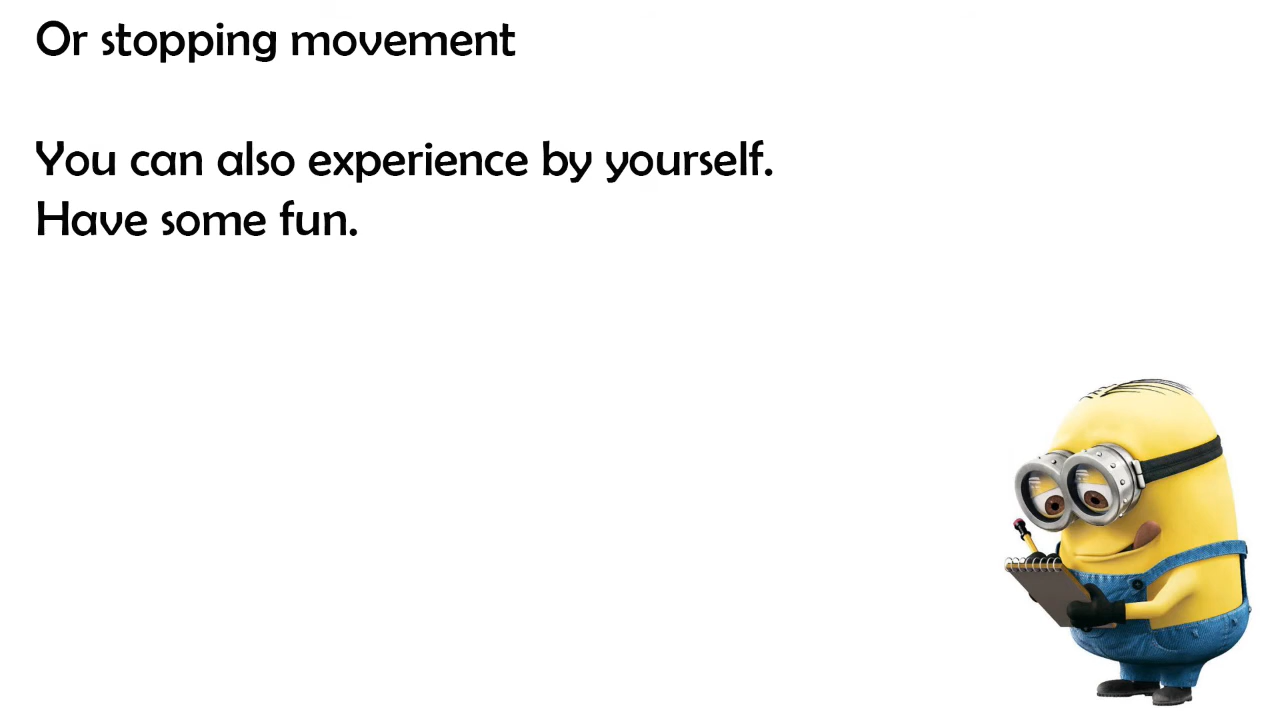 Or stopping movement
You can also experience by yourself.
Have some fun.